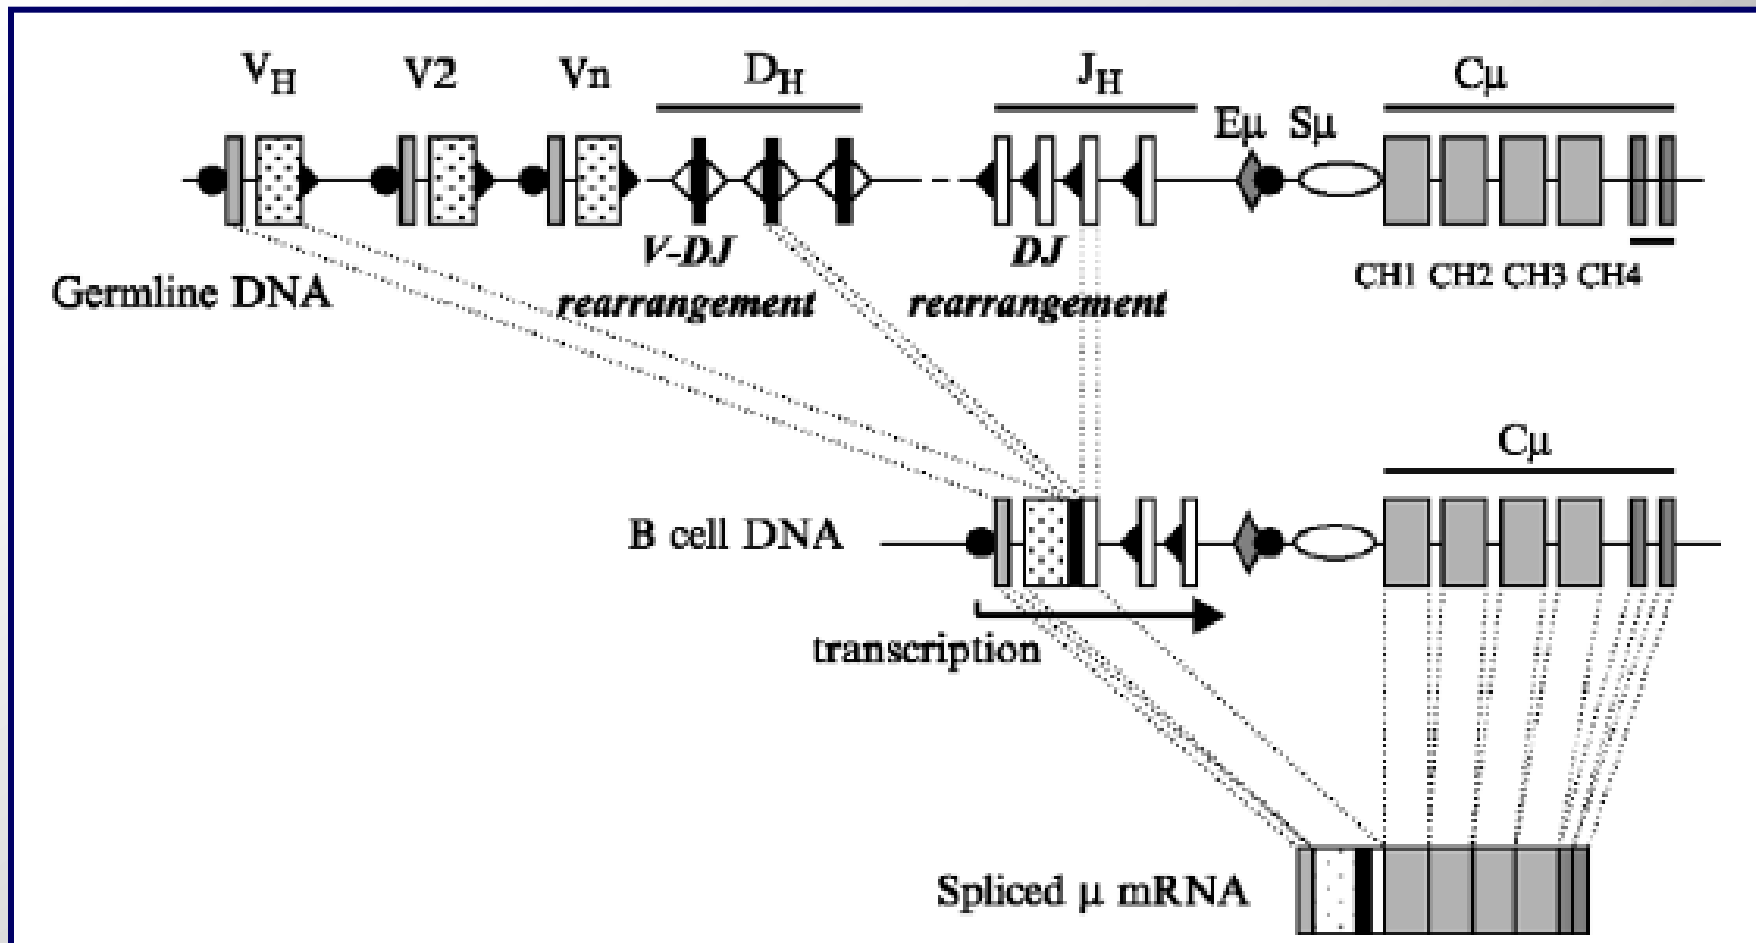 VH V2 Vn DH JH Cμ
Eμ Sμ
V-DJ DJ
CH1 CH2 CH3 CH4
Germline DNA
rearrangement rearrangement
Cμ
B cell DNA
transcription
Spliced μ mRNA